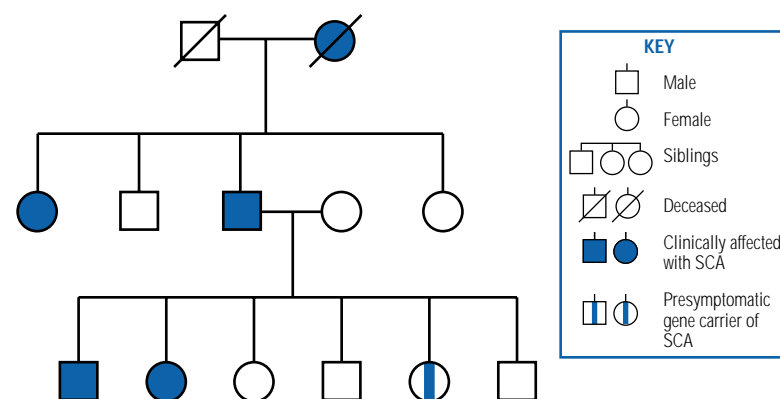 KEY
Male
Female
Siblings
Deceased
Clinically affected
with SCA
Presymptomatic
gene carrier of
SCA